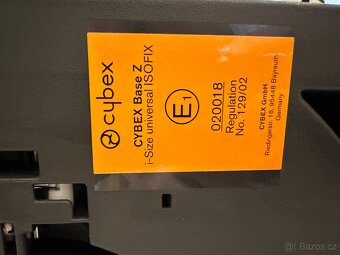 cybex
CYBEX Base Z
i-Size universal ISOFIX
E1
020018
Regulation
No. 129/02
CYBEX GmbH
Riedingerstr. 18, 95448 Bayreuth
Germany
Bazoš.cz